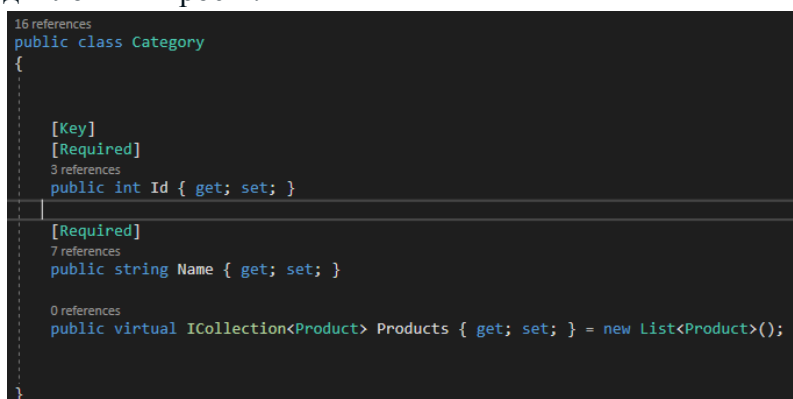 16 references
public class Category
{
[Key]
[Required]
3 references
public int Id { get; set; }
[Required]
7 references
public string Name { get; set; }
0 references
public virtual ICollection<Product> Products { get; set; } = new List<Product>();
}